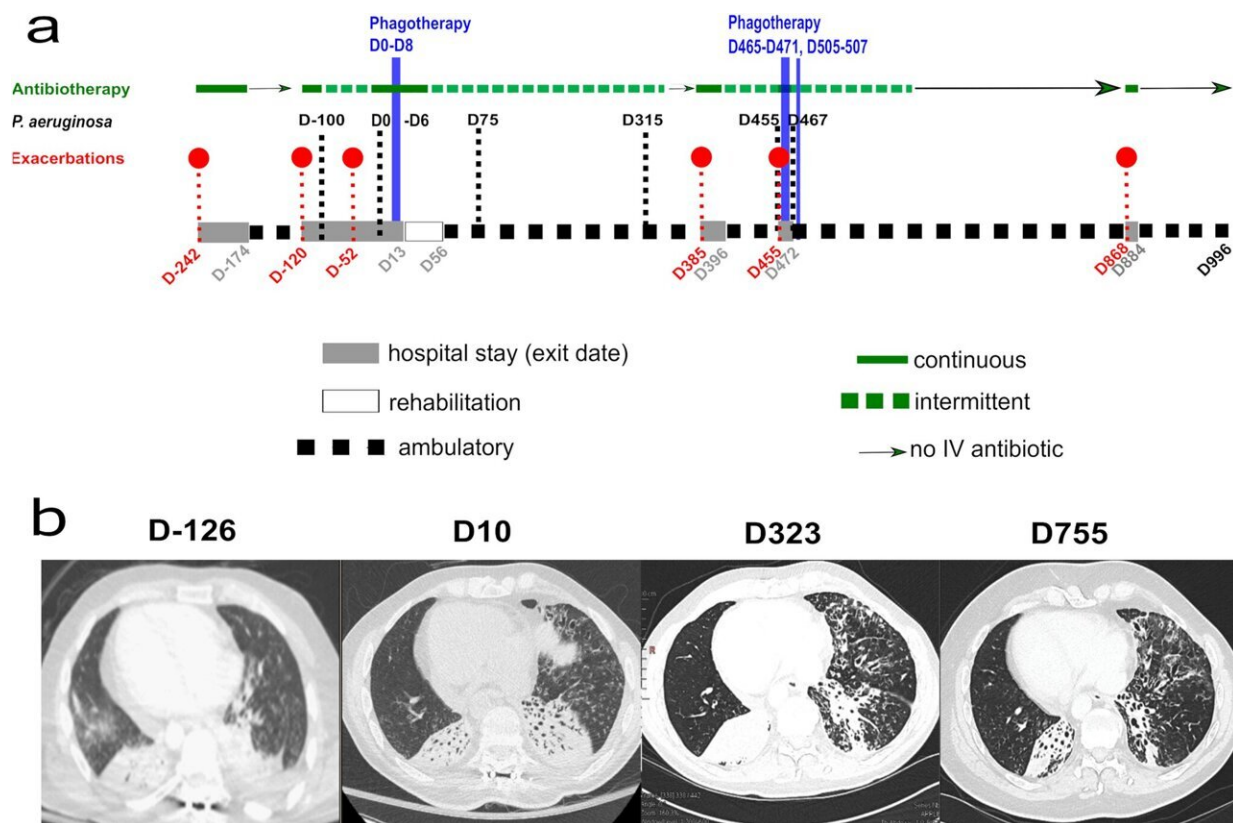 a
Phagotherapy
D0-D8
Phagotherapy
D465-D471, D505-507
Antibiotherapy
P. aeruginosa
D-100
D0
-D6
D75
D315
D455
D467
Exacerbations
D-242
D-174
D-120
D-52
D13
D56
D385
D396
D455
D472
D868
D884
D996
hospital stay (exit date)
continuous
rehabilitation
intermittent
ambulatory
no IV antibiotic
b
D-126
D10
D323
D755